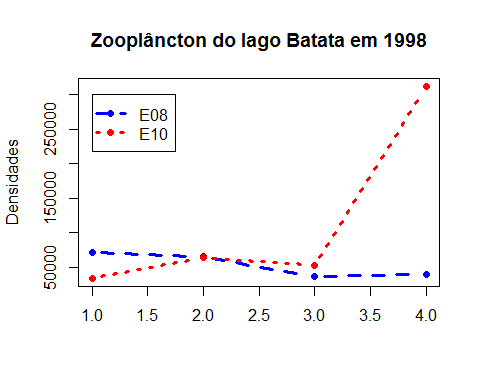 Zooplâncton do lago Batata em 1998
Densidades
250000
150000
50000
E08
E10
1.0 1.5 2.0 2.5 3.0 3.5 4.0